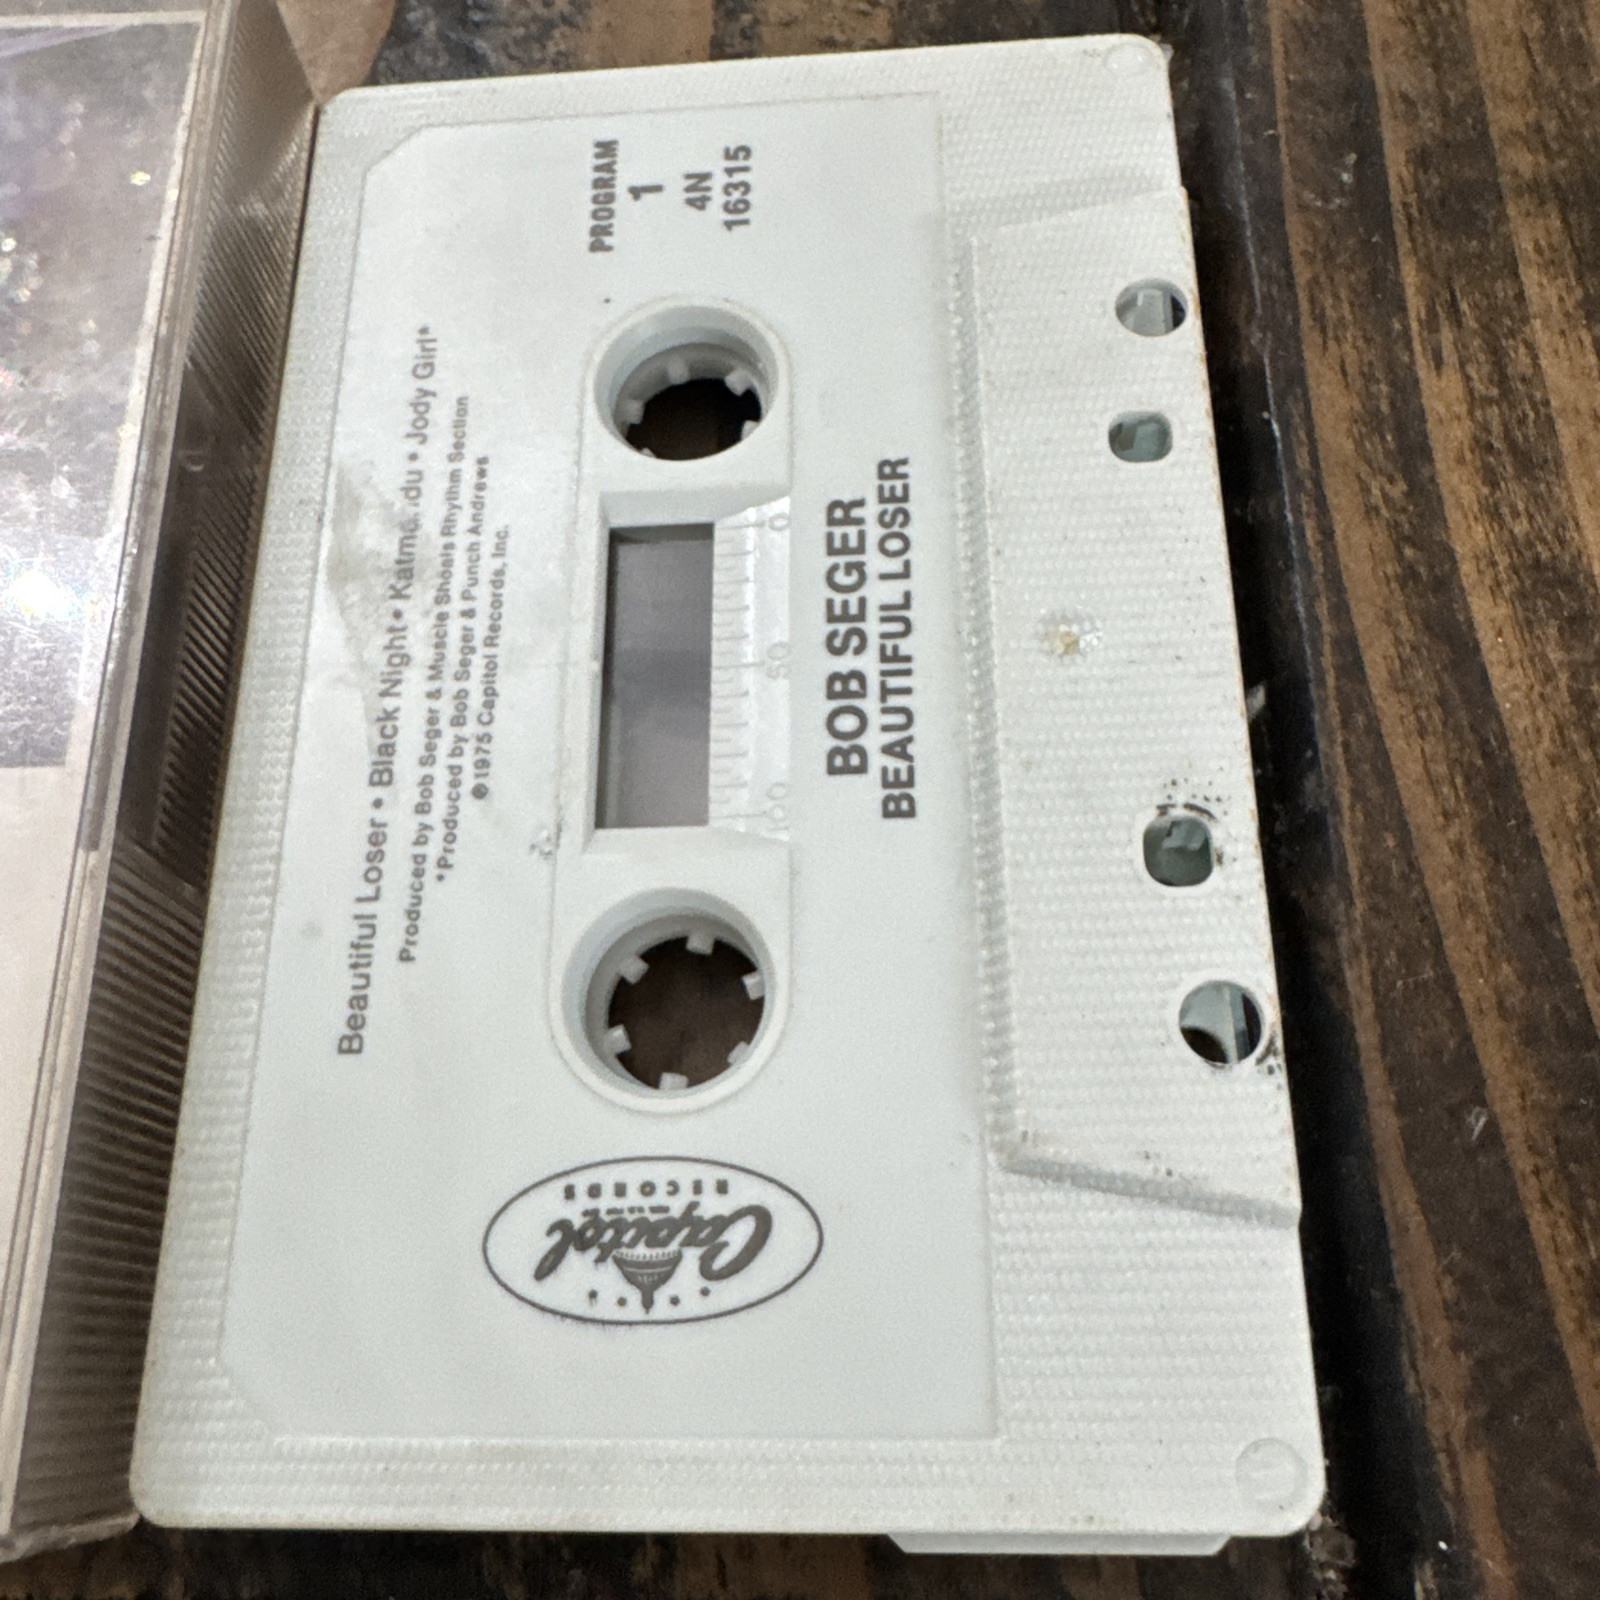 Beautiful Loser • Black Night • Katmandu • Jody Girl*
Produced by Bob Seger & Muscle Shoals Rhythm Section
*Produced by Bob Seger & Punch Andrews
℗1975 Capitol Records, Inc.
PROGRAM
1
4N
16315
100 50 0
BOB SEGER
BEAUTIFUL LOSER
Capitol
RECORDS